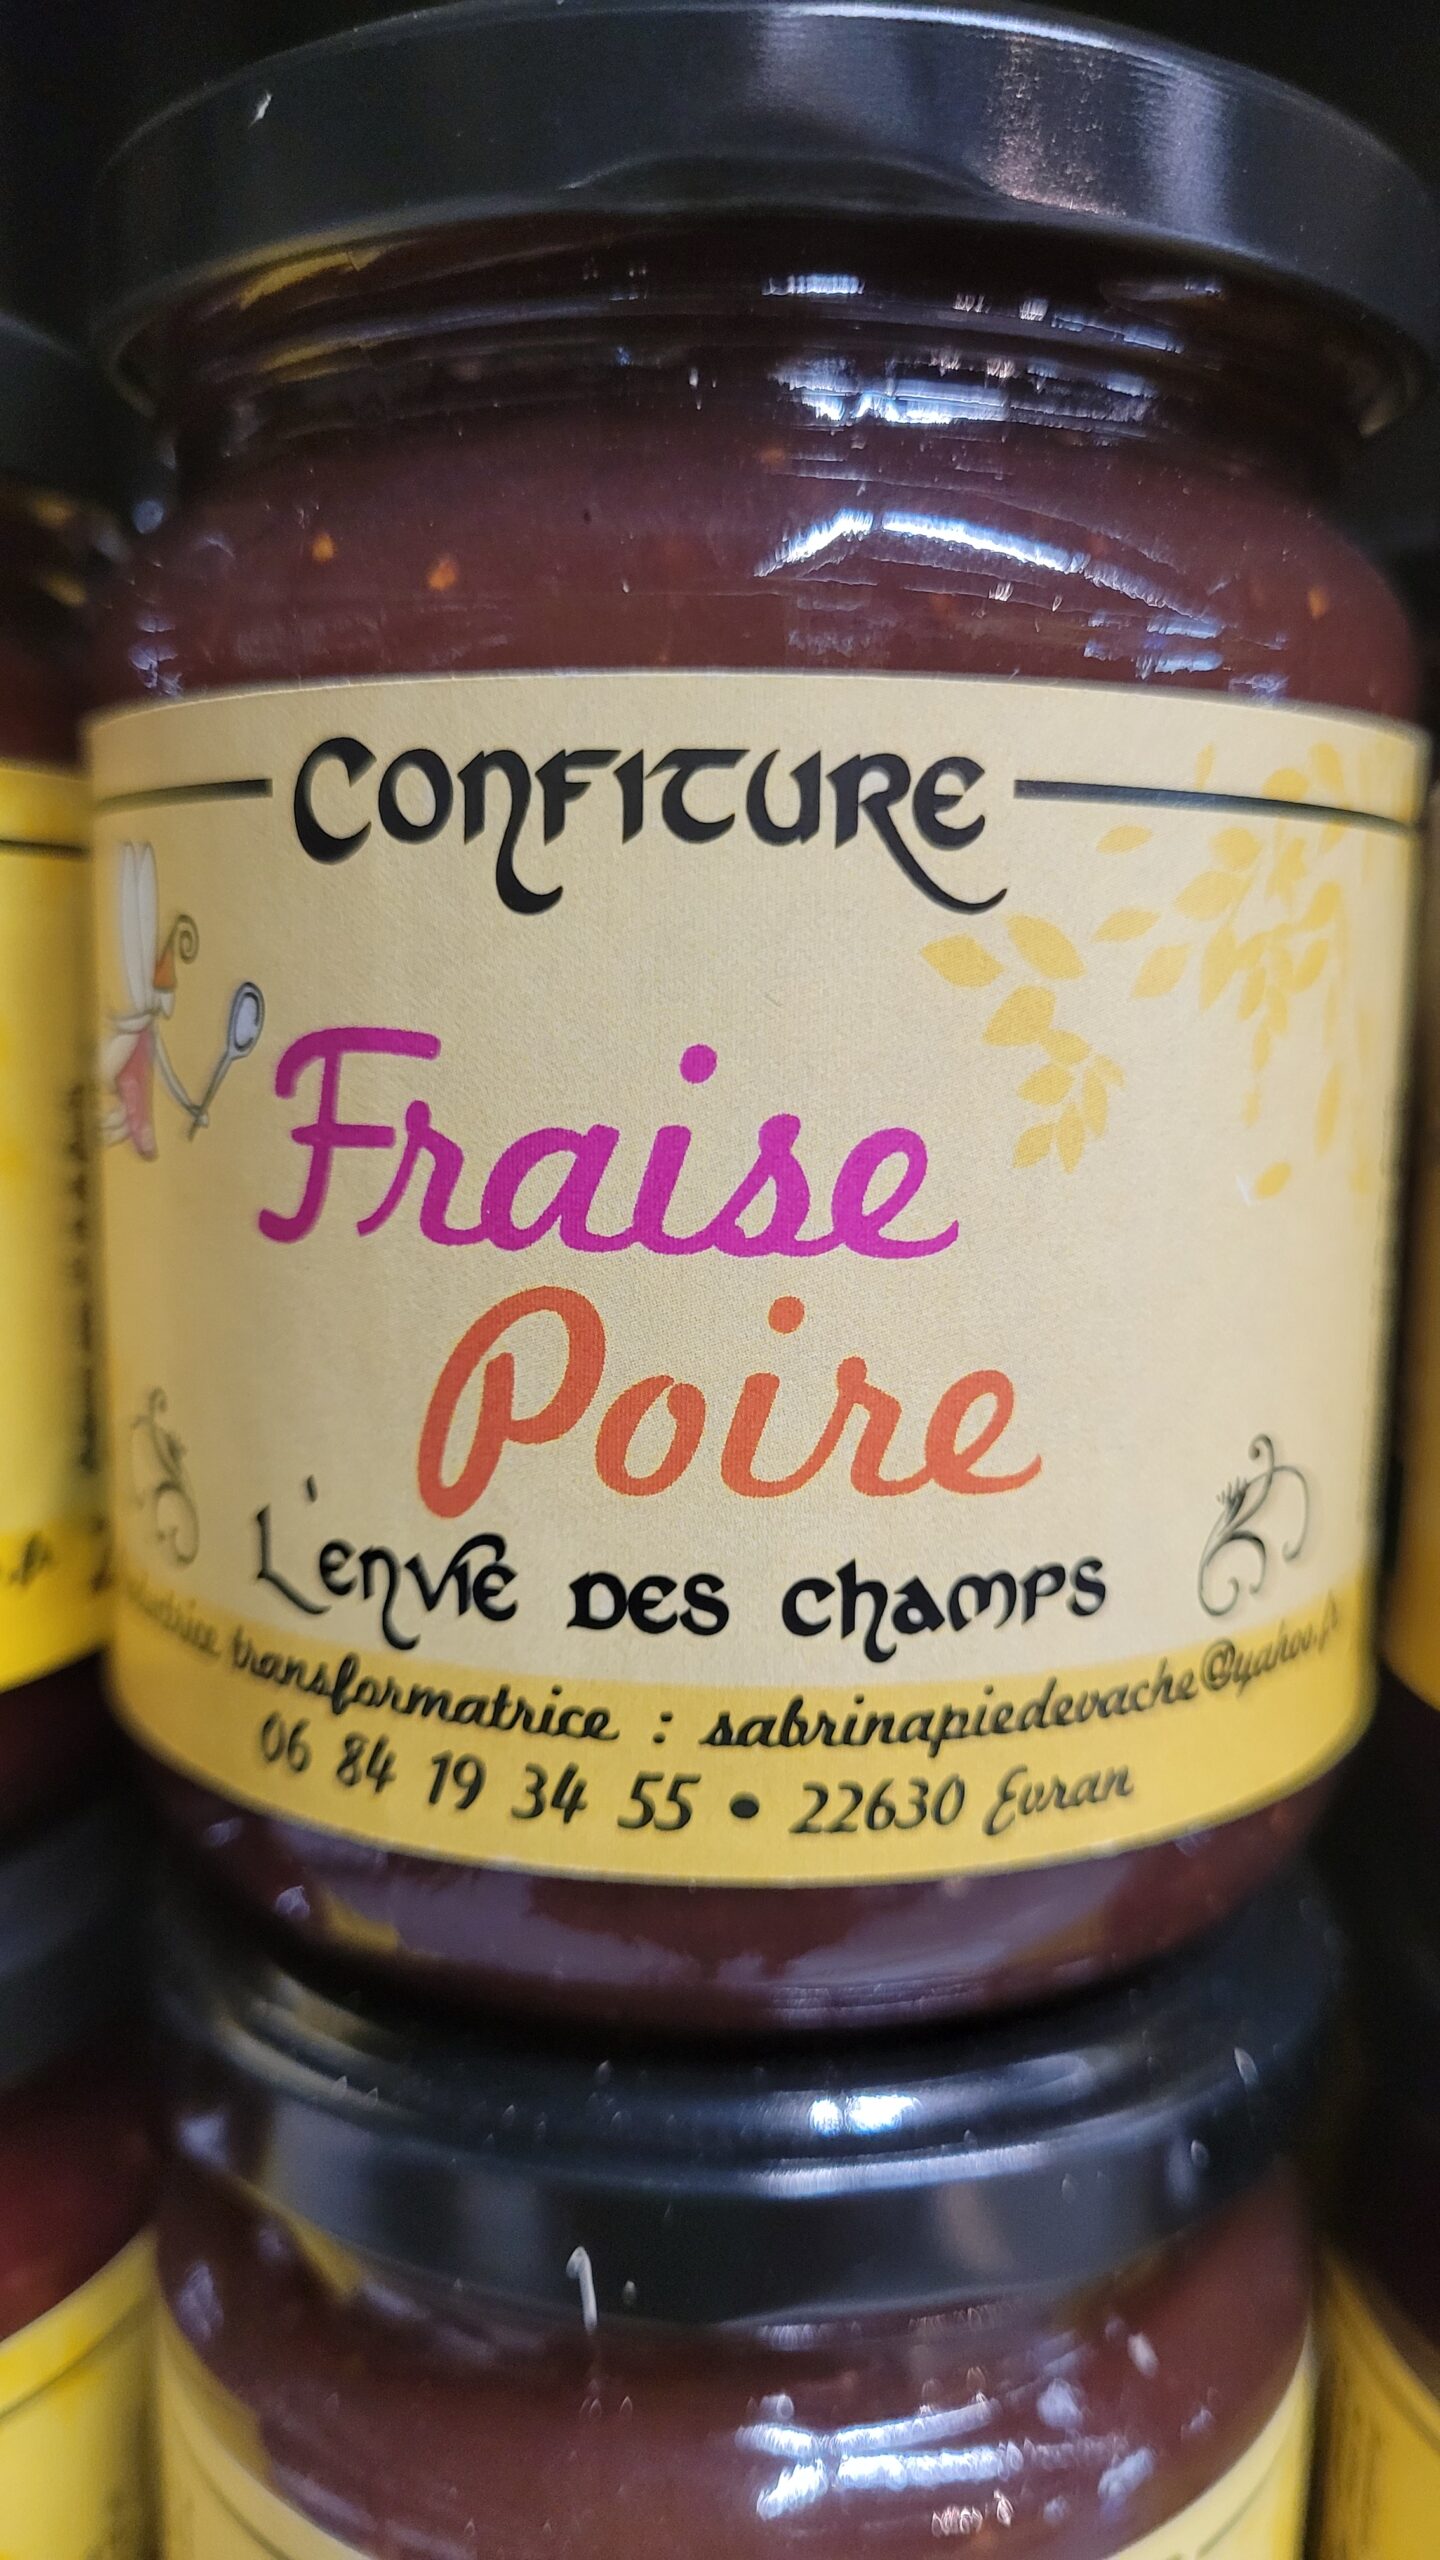 Confiture
Fraise
Poire
L'envie des champs
transformatrice : sabrinapiedevache@yahoo.fr
06 84 19 34 55 • 22630 Evran